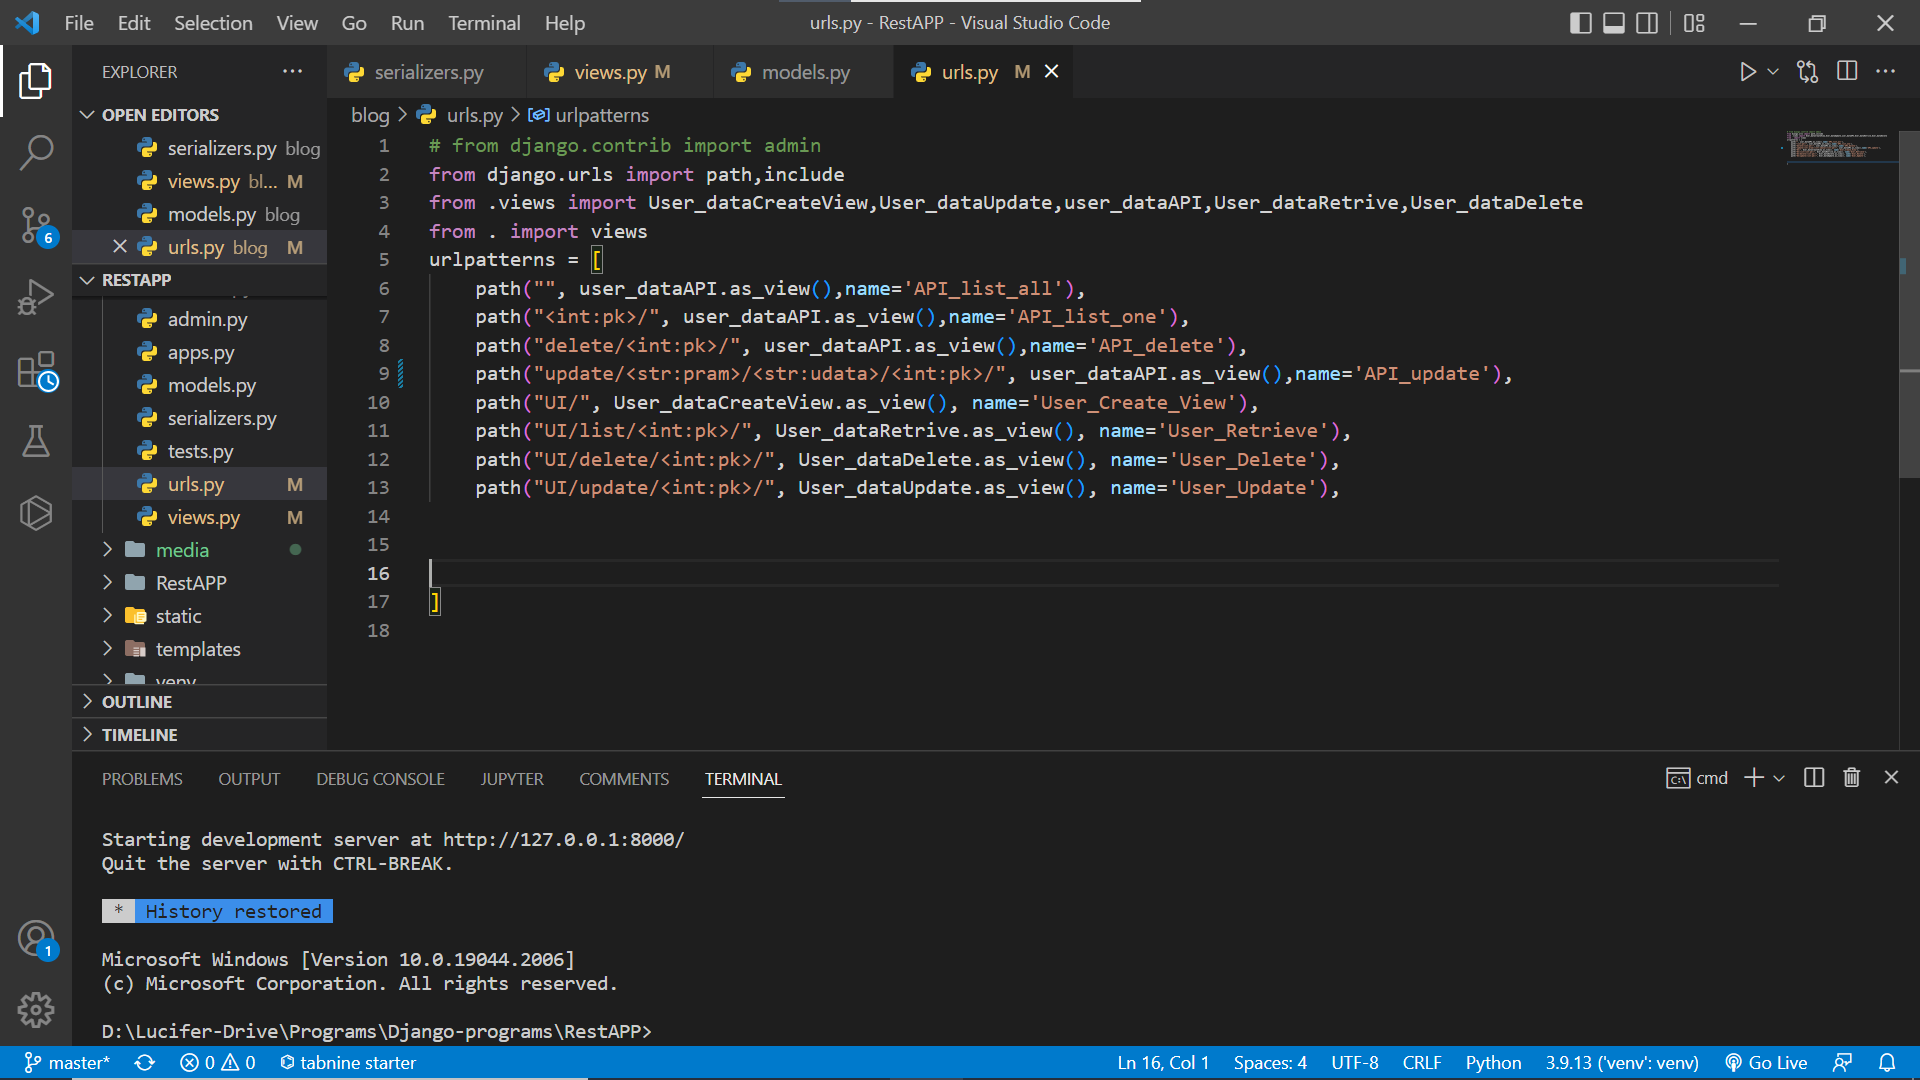 File Edit Selection View Go Run Terminal Help urls.py - RestAPP - Visual Studio Code
EXPLORER
serializers.py views.py M models.py urls.py M
OPEN EDITORS
serializers.py blog
views.py bl... M
models.py blog
urls.py blog M
RESTAPP
admin.py
apps.py
models.py
serializers.py
tests.py
urls.py M
views.py M
media
RestAPP
static
templates
venv
OUTLINE
TIMELINE
6
1
blog > urls.py > urlpatterns
1 # from django.contrib import admin
2 from django.urls import path,include
3 from .views import User_dataCreateView,User_dataUpdate,user_dataAPI,User_dataRetrive,User_dataDelete
4 from . import views
5 urlpatterns = [
6 path("", user_dataAPI.as_view(),name='API_list_all'),
7 path("<int:pk>/", user_dataAPI.as_view(),name='API_list_one'),
8 path("delete/<int:pk>/", user_dataAPI.as_view(),name='API_delete'),
9 path("update/<str:pram>/<str:udata>/<int:pk>/", user_dataAPI.as_view(),name='API_update'),
10 path("UI/", User_dataCreateView.as_view(), name='User_Create_View'),
11 path("UI/list/<int:pk>/", User_dataRetrive.as_view(), name='User_Retrieve'),
12 path("UI/delete/<int:pk>/", User_dataDelete.as_view(), name='User_Delete'),
13 path("UI/update/<int:pk>/", User_dataUpdate.as_view(), name='User_Update'),
14
15
16
17 ]
18
PROBLEMS OUTPUT DEBUG CONSOLE JUPYTER COMMENTS TERMINAL cmd
Starting development server at http://127.0.0.1:8000/
Quit the server with CTRL-BREAK.
* History restored
Microsoft Windows [Version 10.0.19044.2006]
(c) Microsoft Corporation. All rights reserved.
D:\Lucifer-Drive\Programs\Django-programs\RestAPP>
master* 0 0 tabnine starter Ln 16, Col 1 Spaces: 4 UTF-8 CRLF Python 3.9.13 ('venv': venv) Go Live